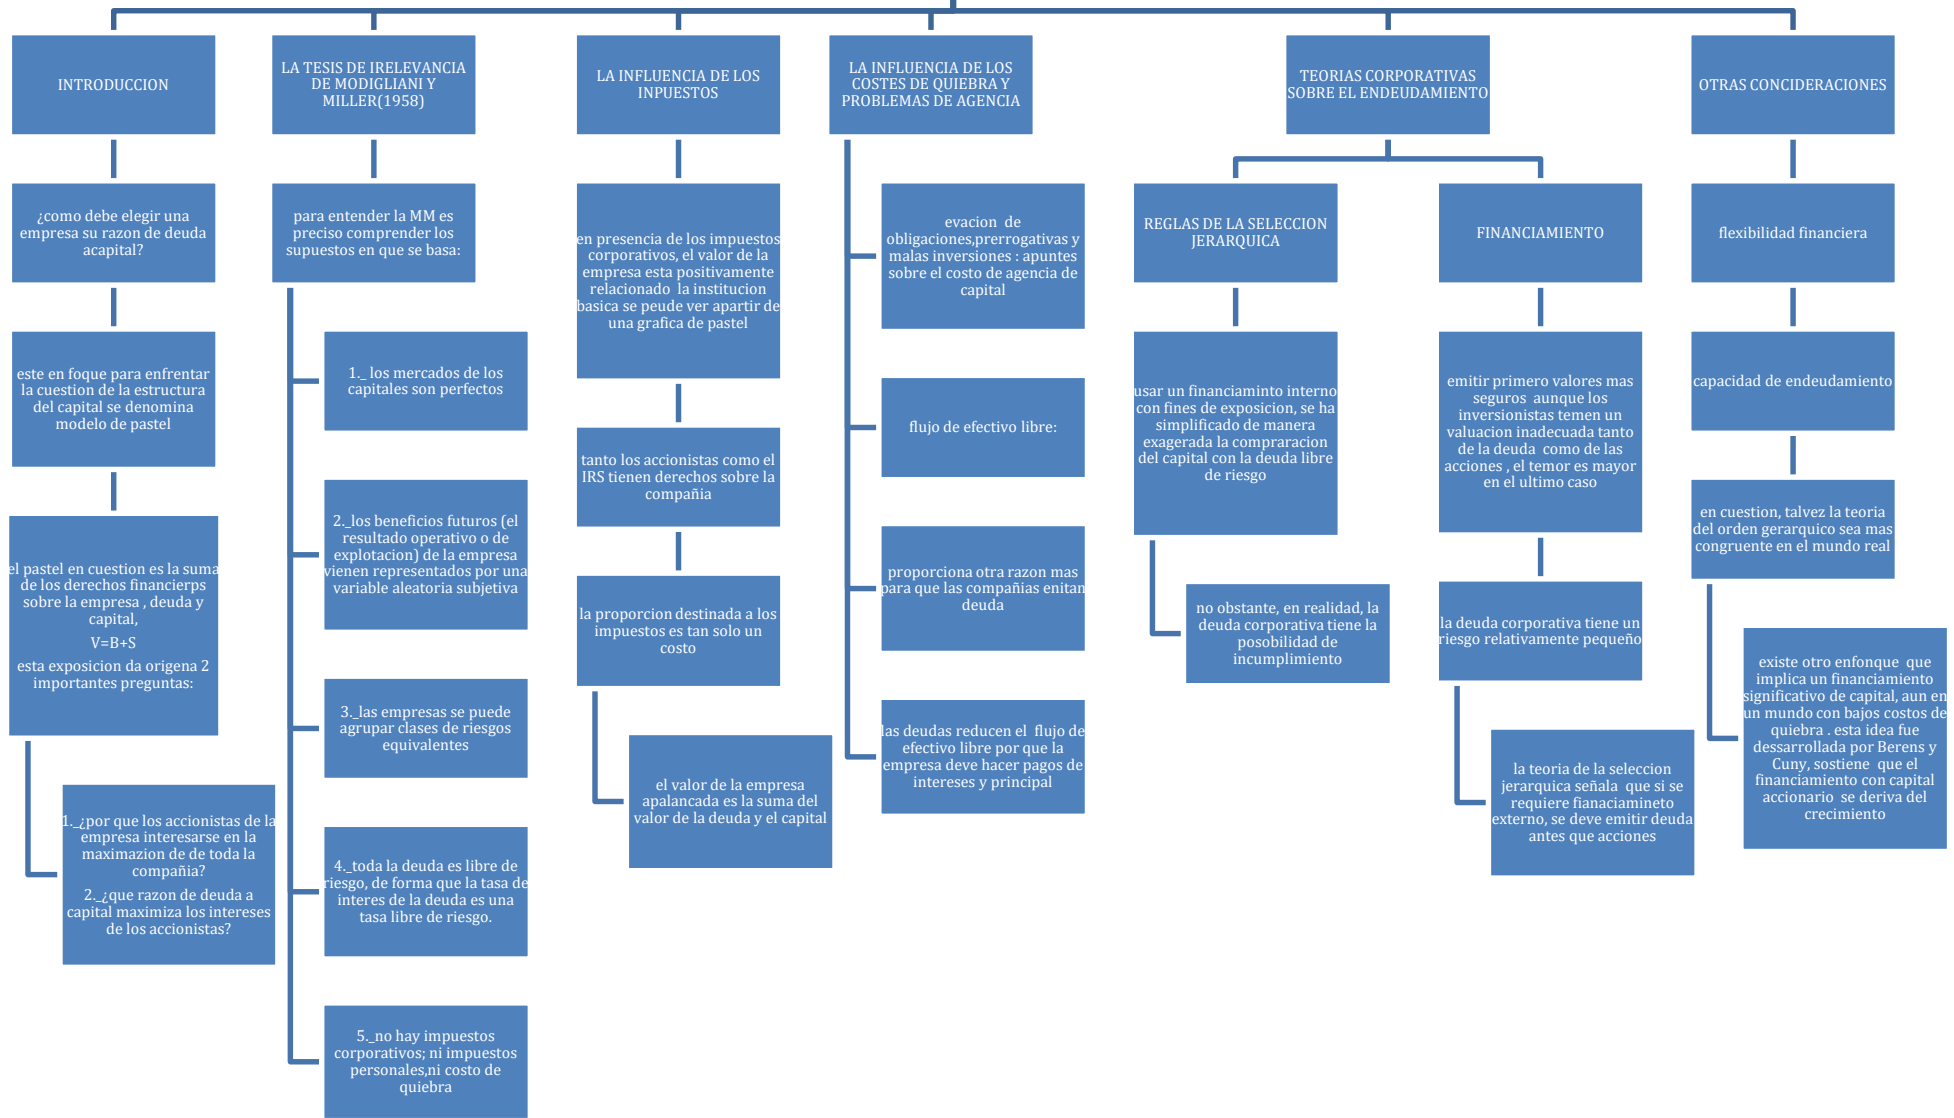 INTRODUCCION
¿como debe elegir una
empresa su razon de deuda
acapital?
este en foque para enfrentar
la cuestion de la estructura
del capital se denomina
modelo de pastel
el pastel en cuestion es la suma
de los derechos financierps
sobre la empresa , deuda y
capital,
V=B+S
esta exposicion da origena 2
importantes preguntas:
1._¿por que los accionistas de la
empresa interesarse en la
maximazion de de toda la
compañia?
2._¿que razon de deuda a
capital maximiza los intereses
de los accionistas?
LA TESIS DE IRELEVANCIA
DE MODIGLIANI Y
MILLER(1958)
para entender la MM es
preciso comprender los
supuestos en que se basa:
1._ los mercados de los
capitales son perfectos
2._los beneficios futuros (el
resultado operativo o de
explotacion) de la empresa
vienen representados por una
variable aleatoria subjetiva
3._las empresas se puede
agrupar clases de riesgos
equivalentes
4._toda la deuda es libre de
riesgo, de forma que la tasa de
interes de la deuda es una
tasa libre de riesgo.
5._no hay impuestos
corporativos; ni impuestos
personales,ni costo de
quiebra
LA INFLUENCIA DE LOS
INPUESTOS
en presencia de los impuestos
corporativos, el valor de la
empresa esta positivamente
relacionado la institucion
basica se peude ver apartir de
una grafica de pastel
tanto los accionistas como el
IRS tienen derechos sobre la
compañia
la proporcion destinada a los
impuestos es tan solo un
costo
el valor de la empresa
apalancada es la suma del
valor de la deuda y el capital
LA INFLUENCIA DE LOS
COSTES DE QUIEBRA Y
PROBLEMAS DE AGENCIA
evacion de
obligaciones,prerrogativas y
malas inversiones : apuntes
sobre el costo de agencia de
capital
flujo de efectivo libre:
proporciona otra razon mas
para que las compañias enitan
deuda
las deudas reducen el flujo de
efectivo libre por que la
empresa deve hacer pagos de
intereses y principal
TEORIAS CORPORATIVAS
SOBRE EL ENDEUDAMIENTO
REGLAS DE LA SELECCION
JERARQUICA
usar un financiaminto interno
con fines de exposicion, se ha
simplificado de manera
exagerada la compraracion
del capital con la deuda libre
de riesgo
no obstante, en realidad, la
deuda corporativa tiene la
posobilidad de
incumplimiento
FINANCIAMIENTO
emitir primero valores mas
seguros aunque los
inversionistas temen un
valuacion inadecuada tanto
de la deuda como de las
acciones , el temor es mayor
en el ultimo caso
la deuda corporativa tiene un
riesgo relativamente pequeño
la teoria de la seleccion
jerarquica señala que si se
requiere fianaciamineto
externo, se deve emitir deuda
antes que acciones
OTRAS CONCIDERACIONES
flexibilidad financiera
capacidad de endeudamiento
en cuestion, talvez la teoria
del orden gerarquico sea mas
congruente en el mundo real
existe otro enfonque que
implica un financiamiento
significativo de capital, aun en
un mundo con bajos costos de
quiebra . esta idea fue
dessarrollada por Berens y
Cuny, sostiene que el
financiamiento con capital
accionario se deriva del
crecimiento